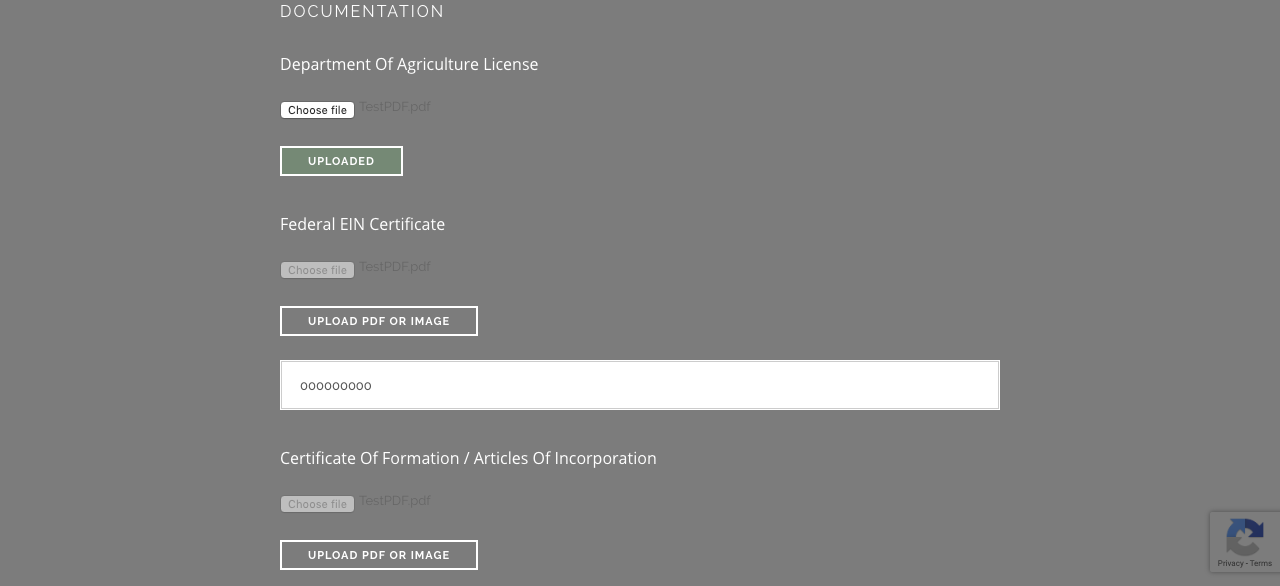 DOCUMENTATION
Department Of Agriculture License
Choose file TestPDF.pdf
UPLOADED
Federal EIN Certificate
Choose file TestPDF.pdf
UPLOAD PDF OR IMAGE
000000000
Certificate Of Formation / Articles Of Incorporation
Choose file TestPDF.pdf
UPLOAD PDF OR IMAGE
Privacy - Terms